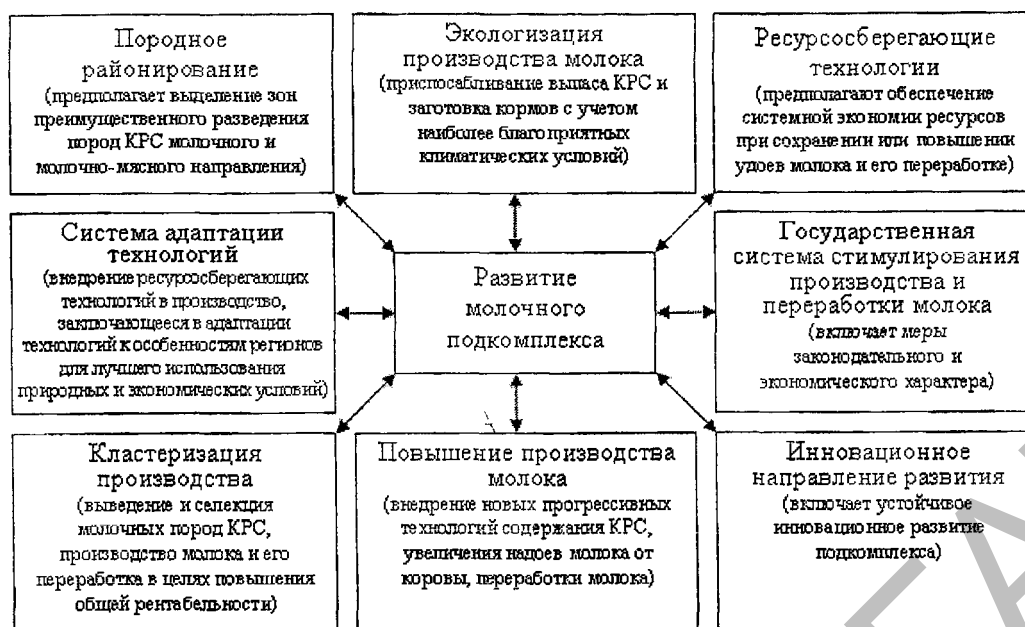 Породное
районирование
(предполагает выделение зон
преимущественного разведения
пород КРС молочного и
молочно-мясного направления)
Экологизация
производства молока
(приспосабливание выпаса КРС и
заготовка кормов с учетом
наиболее благоприятных
климатических условий)
Ресурсосберегающие
технологии
(предполагают обеспечение
системной экономии ресурсов
при сохранении или повышении
удоев молока и его переработке)
Система адаптации
технологий
(внедрение ресурсосберегающих
технологий в производство,
заключающееся в адаптации
технологий к особенностям регионов
для лучшего использования
природных и экономических условий)
Развитие
молочного
подкомплекса
Государственная
система стимулирования
производства и
переработки молока
(включает меры
законодательного и
экономического характера)
Кластеризация
производства
(выведение и селекция
молочных пород КРС,
производство молока и его
переработка в целях повышения
общей рентабельности)
Повышение производства
молока
(внедрение новых прогрессивных
технологий содержания КРС,
увеличения надоев молока от
коровы, переработки молока)
Инновационное
направление развития
(включает устойчивое
инновационное развитие
подкомплекса)